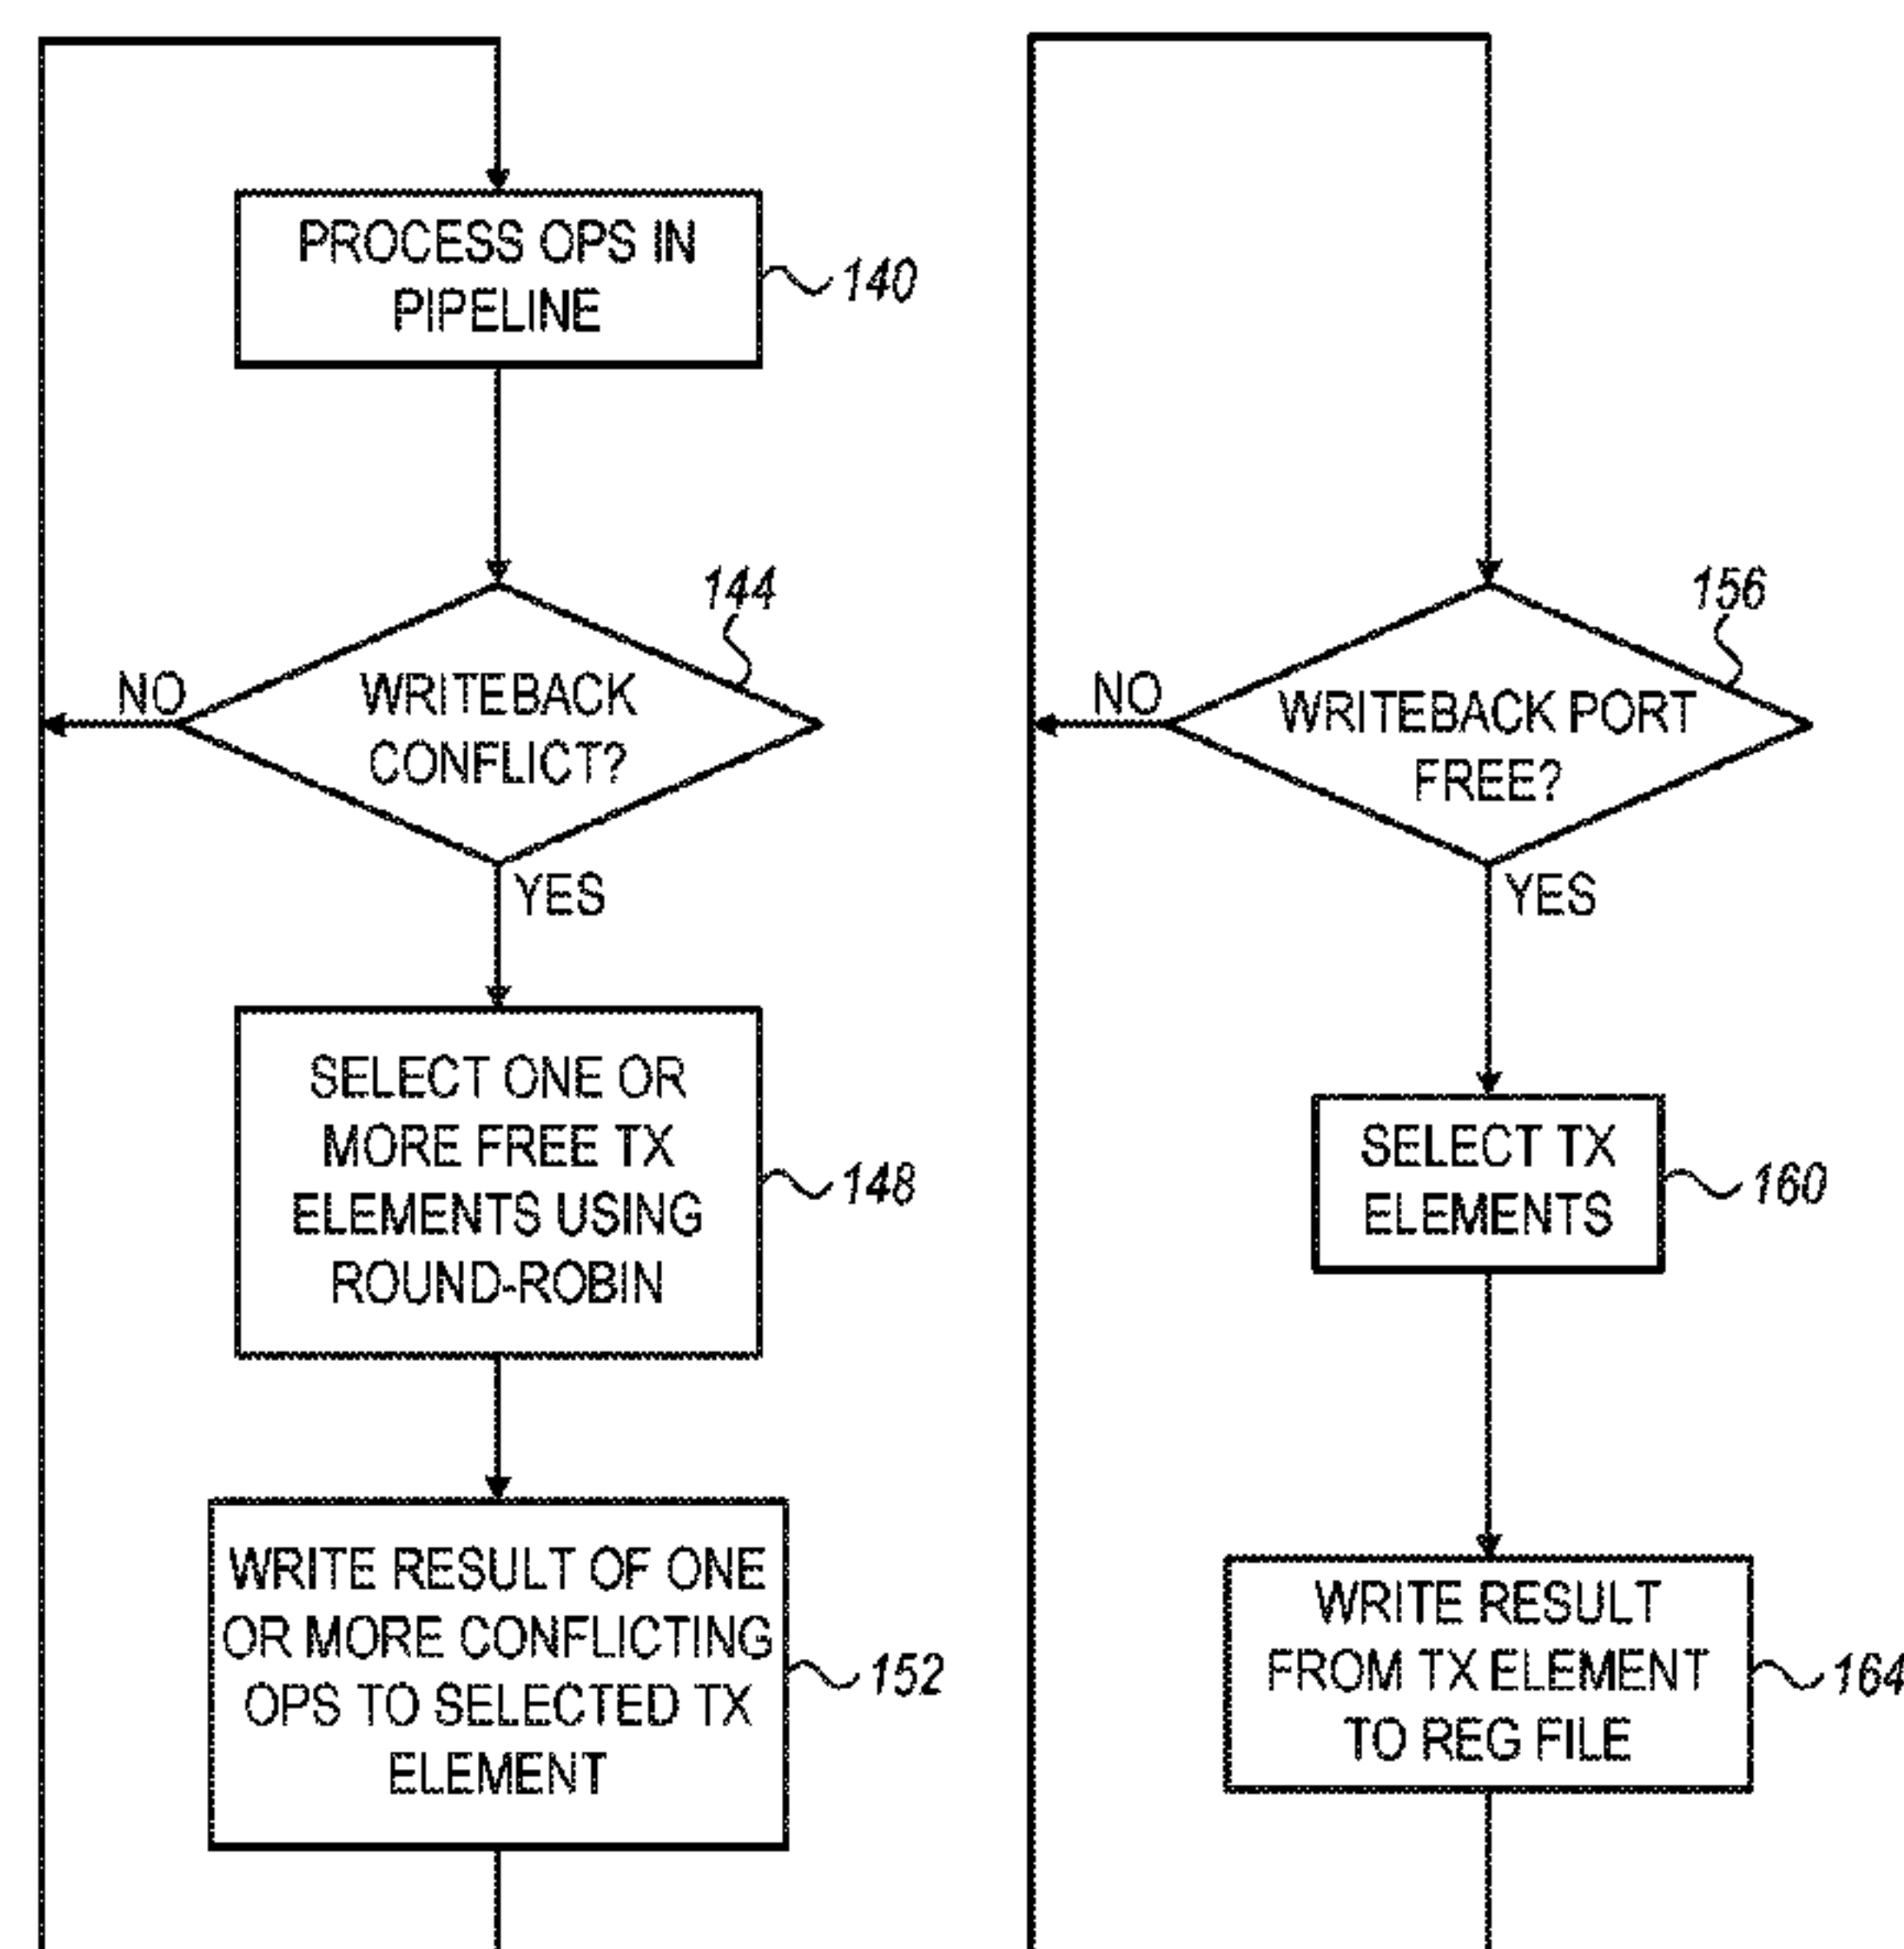 PROCESS OPS IN
PIPELINE
140
144
WRITEBACK
CONFLICT?
NO
YES
SELECT ONE OR
MORE FREE TX
ELEMENTS USING
ROUND-ROBIN
148
WRITE RESULT OF ONE
OR MORE CONFLICTING
OPS TO SELECTED TX
ELEMENT
152
156
WRITEBACK PORT
FREE?
NO
YES
SELECT TX
ELEMENTS
160
WRITE RESULT
FROM TX ELEMENT
TO REG FILE
164